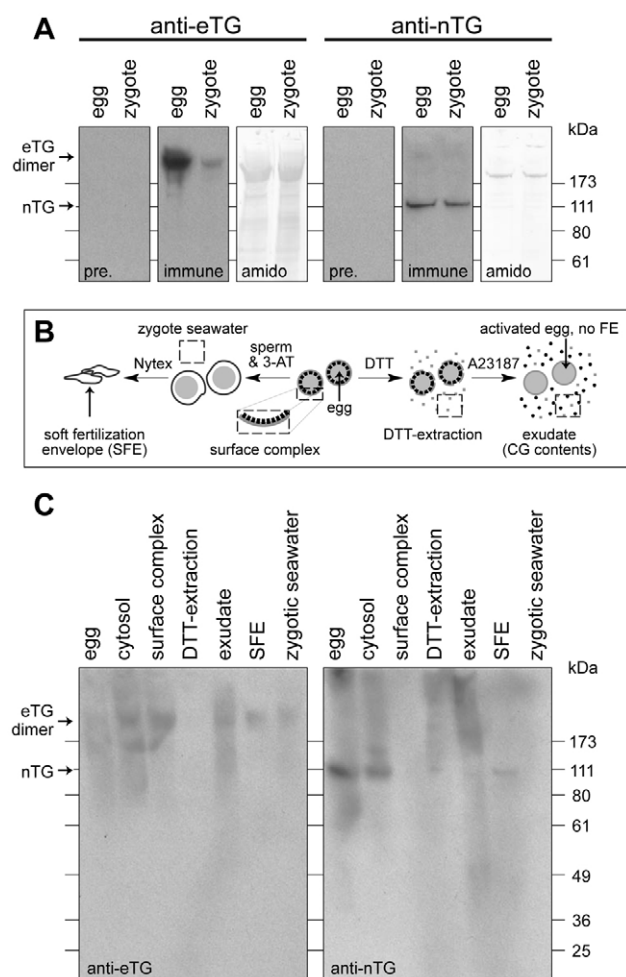 A
anti-eTG anti-nTG
egg zygote egg zygote egg zygote egg zygote egg zygote egg zygote
kDa
eTG
dimer
173
nTG 111
80
61
pre. immune amido pre. immune amido
B
zygote seawater activated egg, no FE
Nytex sperm
& 3-AT DTT A23187
egg
soft fertilization
envelope (SFE)
surface complex
DTT-extraction
exudate
(CG contents)
C
egg cytosol surface complex DTT-extraction exudate SFE zygotic seawater egg cytosol surface complex DTT-extraction exudate SFE zygotic seawater
kDa
eTG
dimer
173
nTG 111
80
61
49
36
25
anti-eTG anti-nTG